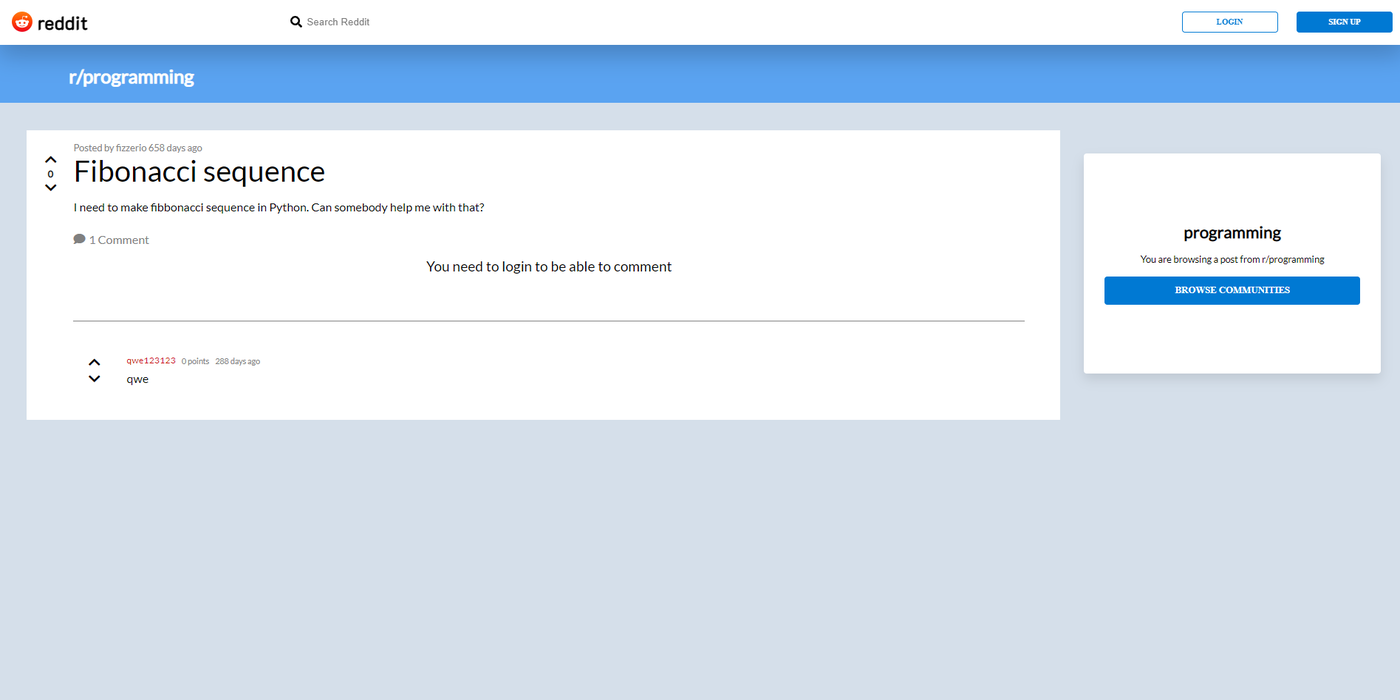 reddit
Search Reddit
LOGIN
SIGN UP
r/programming
Posted by fizzerio 658 days ago
0
Fibonacci sequence
I need to make fibbonacci sequence in Python. Can somebody help me with that?
1 Comment
You need to login to be able to comment
qwe123123 0 points 288 days ago
qwe
programming
You are browsing a post from r/programming
BROWSE COMMUNITIES